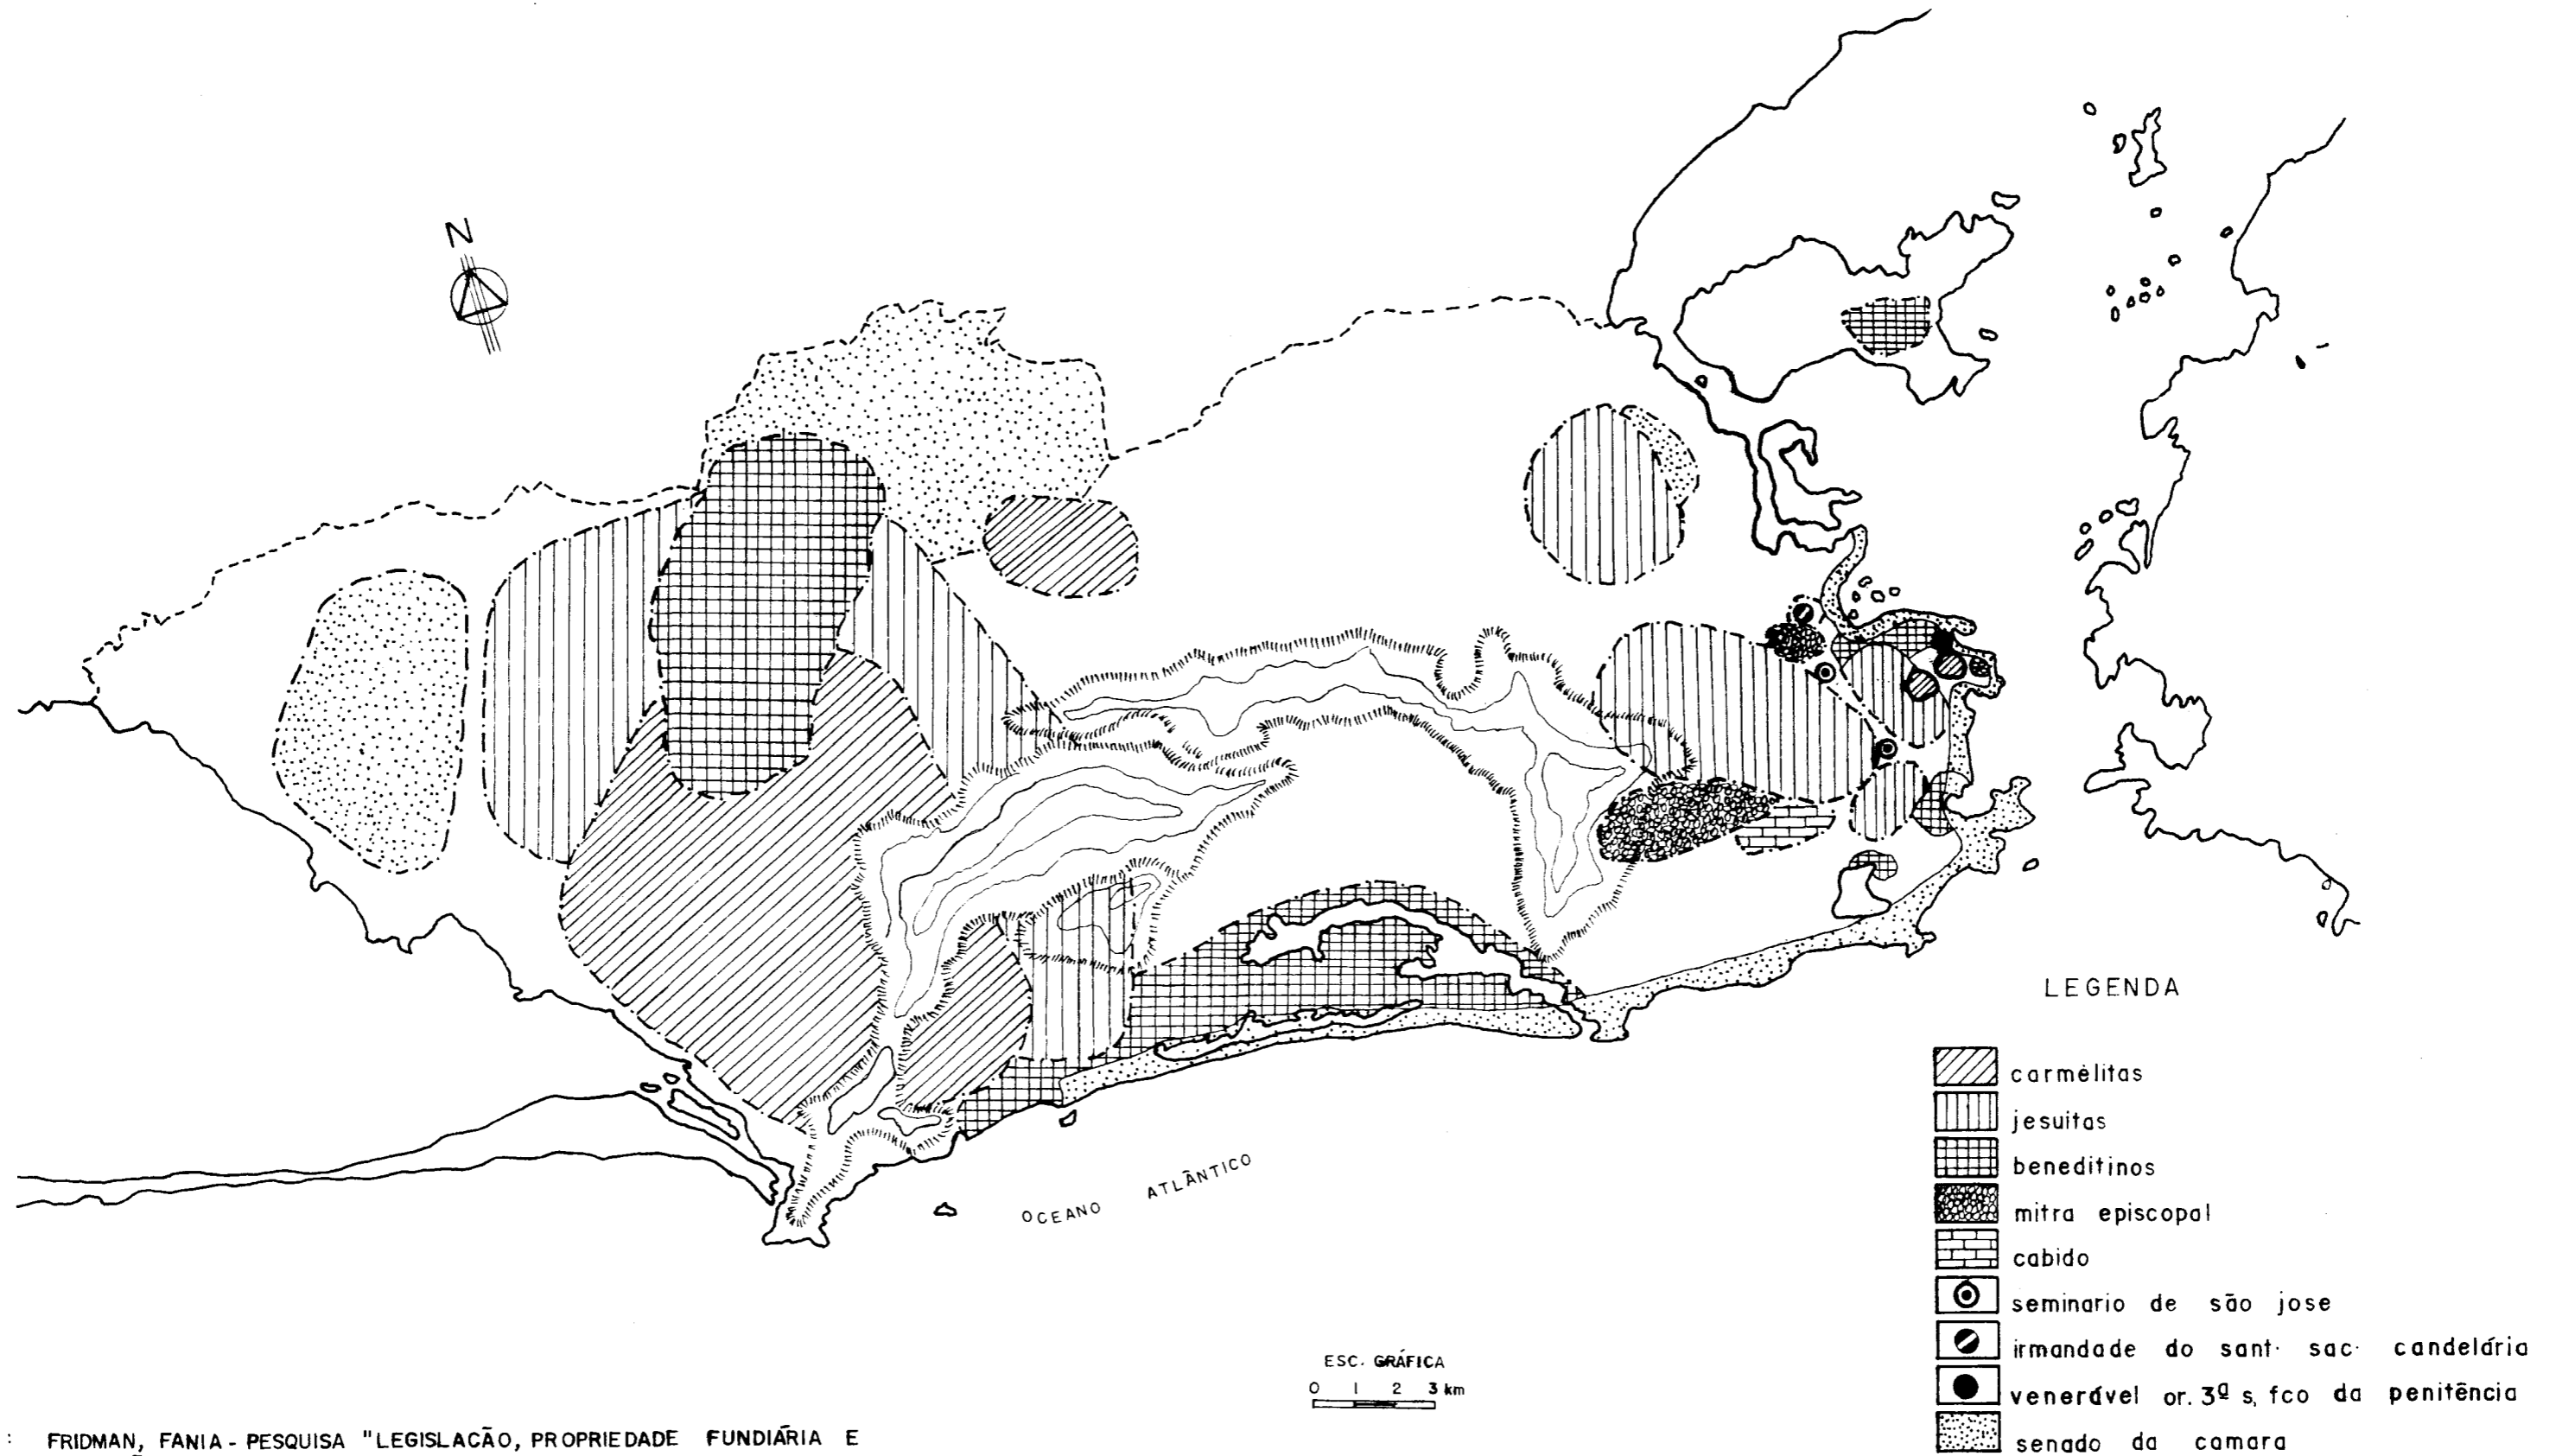 N
OCEANO ATLÂNTICO
LEGENDA
carmèlitas
jesuitas
beneditinos
mitra episcopal
cabido
seminario de são jose
irmandade do sant· sac· candelária
venerável or. 3ª s, fco da penitência
senado da camara
ESC. GRÁFICA
0 1 2 3 km
: FRIDMAN, FANIA - PESQUISA "LEGISLACÃO, PROPRIEDADE FUNDIÁRIA E